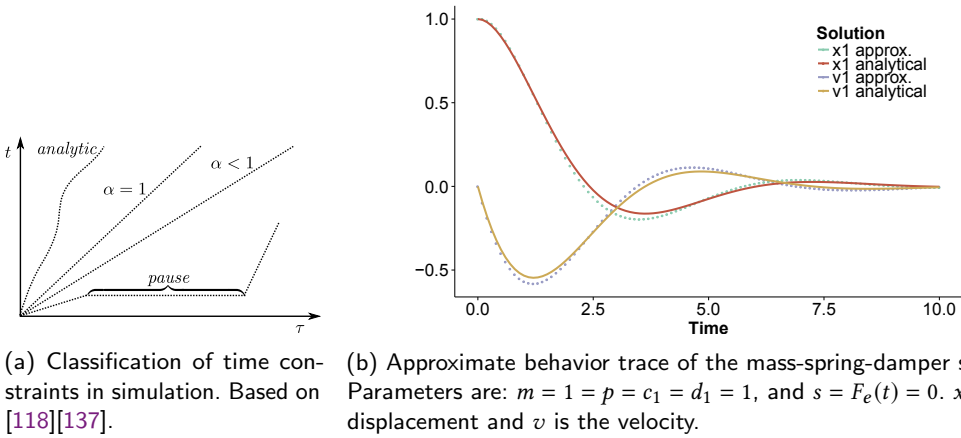 t
analytic
α = 1
α < 1
pause
τ
1.0
0.5
0.0
−0.5
0.0
2.5
5.0
7.5
10.0
Time
Solution
x1 approx.
x1 analytical
v1 approx.
v1 analytical
(a) Classification of time con-
straints in simulation. Based on
[118][137].
(b) Approximate behavior trace of the mass-spring-damper s
Parameters are: m = 1 = p = c₁ = d₁ = 1, and s = Fₑ(t) = 0. x
displacement and v is the velocity.